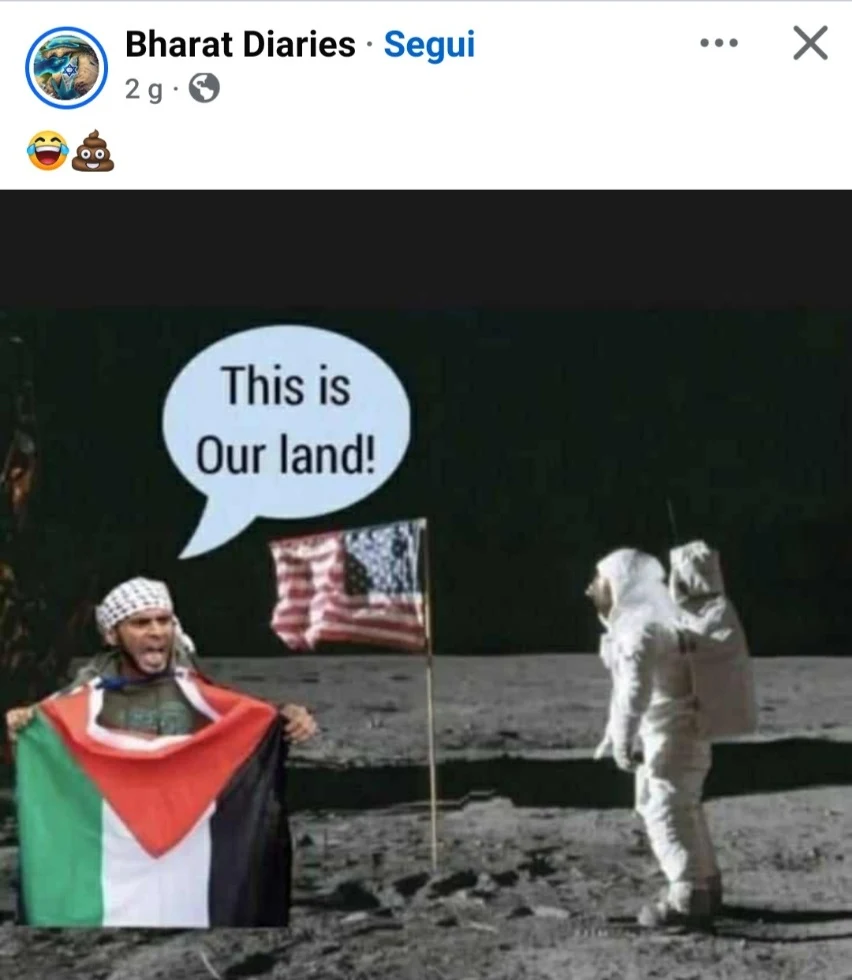 Bharat Diaries · Segui
2 g ·
😂💩
This is
Our land!